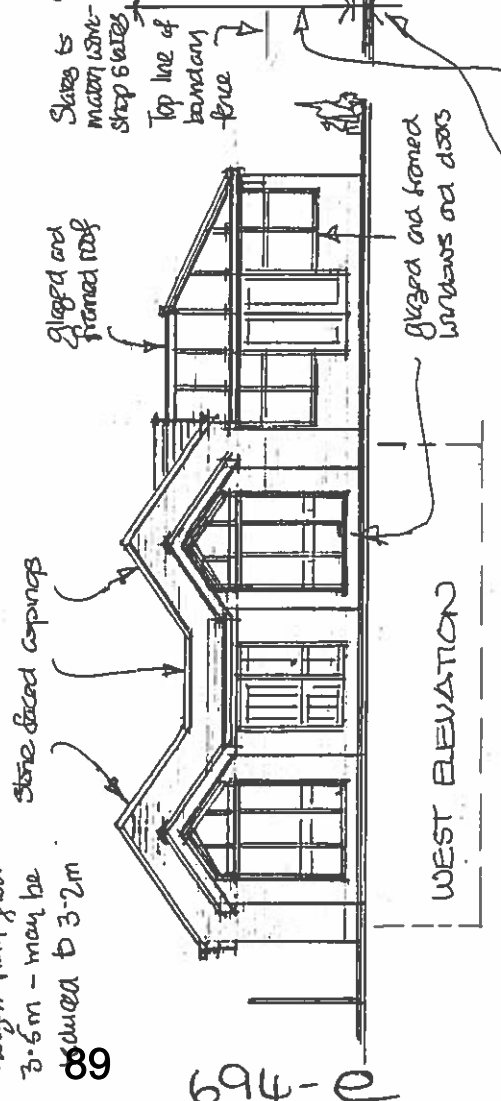 Slates to
match work-
shop slates
Top line of
boundary
fence
glazed and
framed roof
Stone faced copings
3.6m - may be
reduced to 3.2m
glazed and framed
windows and doors
WEST ELEVATION
89
694-e